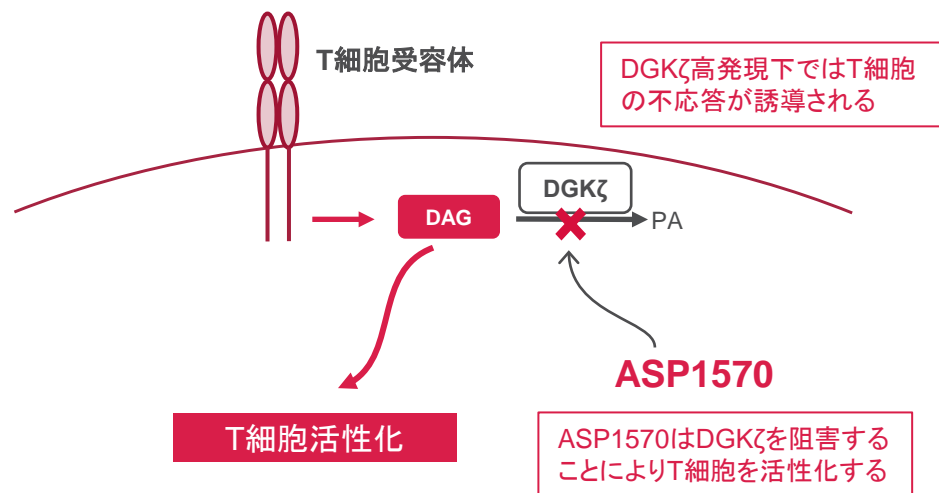 T細胞受容体
DGKζ高発現下ではT細胞
の不応答が誘導される
DGKζ
DAG
PA
ASP1570
T細胞活性化
ASP1570はDGKζを阻害する
ことによりT細胞を活性化する